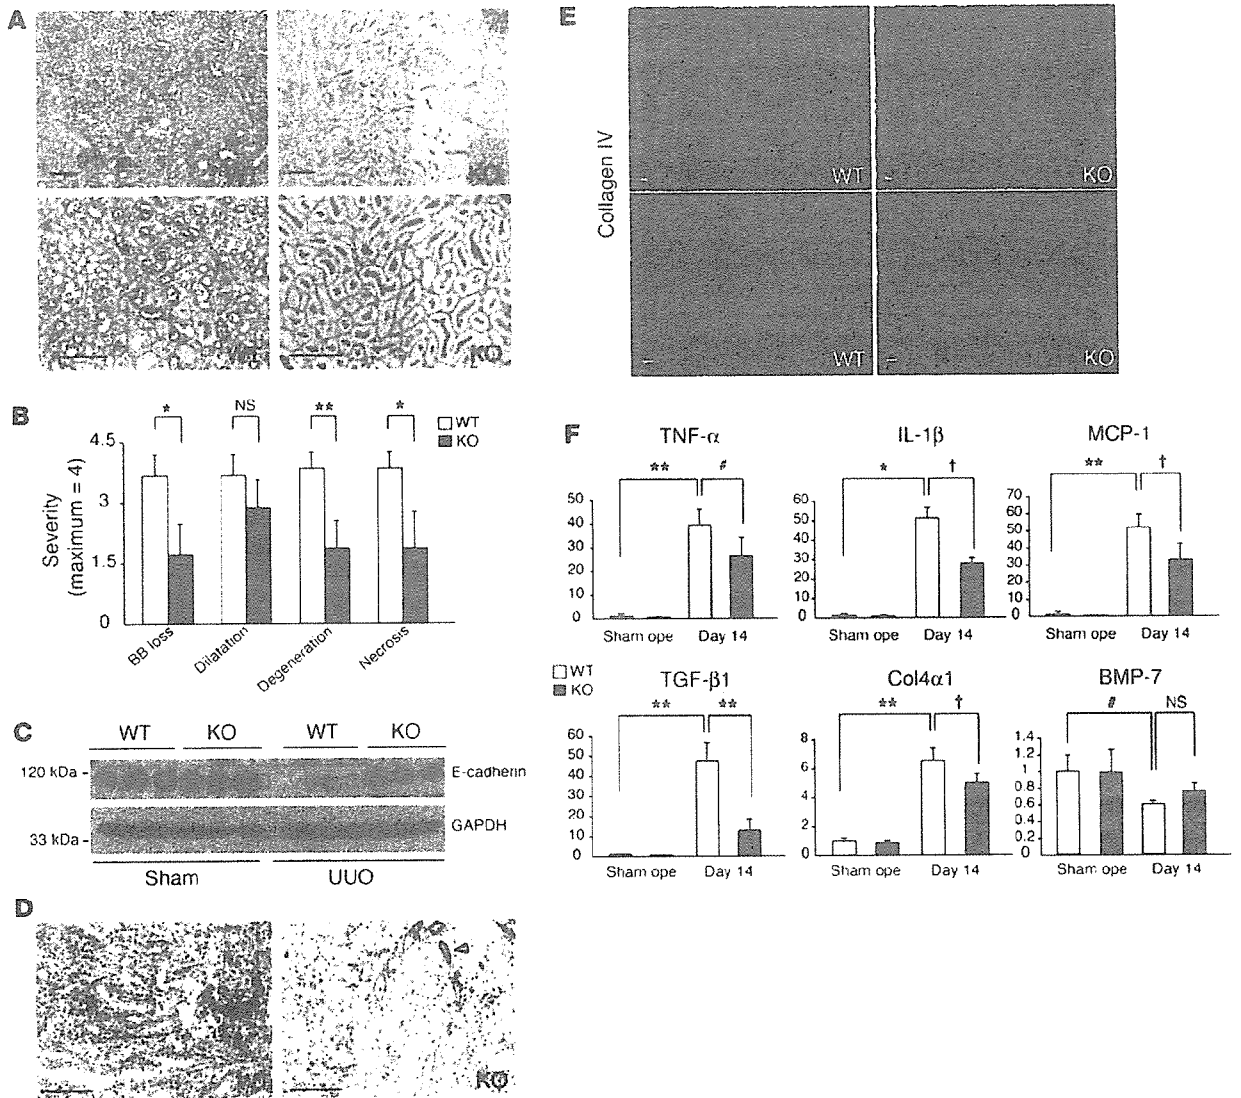 A
KO
KO
B
* NS ** *
WT
KO
Severity
(maximum = 4)
4.5
3
1.5
0
BB loss
Dilatation
Degeneration
Necrosis
C
WT KO WT KO
120 kDa -
E-cadherin
GAPDH
33 kDa -
Sham UUO
D
KO
E
Collagen IV
WT
KO
WT
KO
F
TNF-α
** #
50
40
30
20
10
0
Sham ope Day 14
IL-1β
* †
60
50
40
30
20
10
0
Sham ope Day 14
MCP-1
** †
70
60
50
40
30
20
10
0
Sham ope Day 14
WT
KO
TGF-β1
** **
60
50
40
30
20
10
0
Sham ope Day 14
Col4α1
** †
8
6
4
2
0
Sham ope Day 14
BMP-7
# NS
1.4
1.2
1
0.8
0.6
0.4
0.2
0
Sham ope Day 14